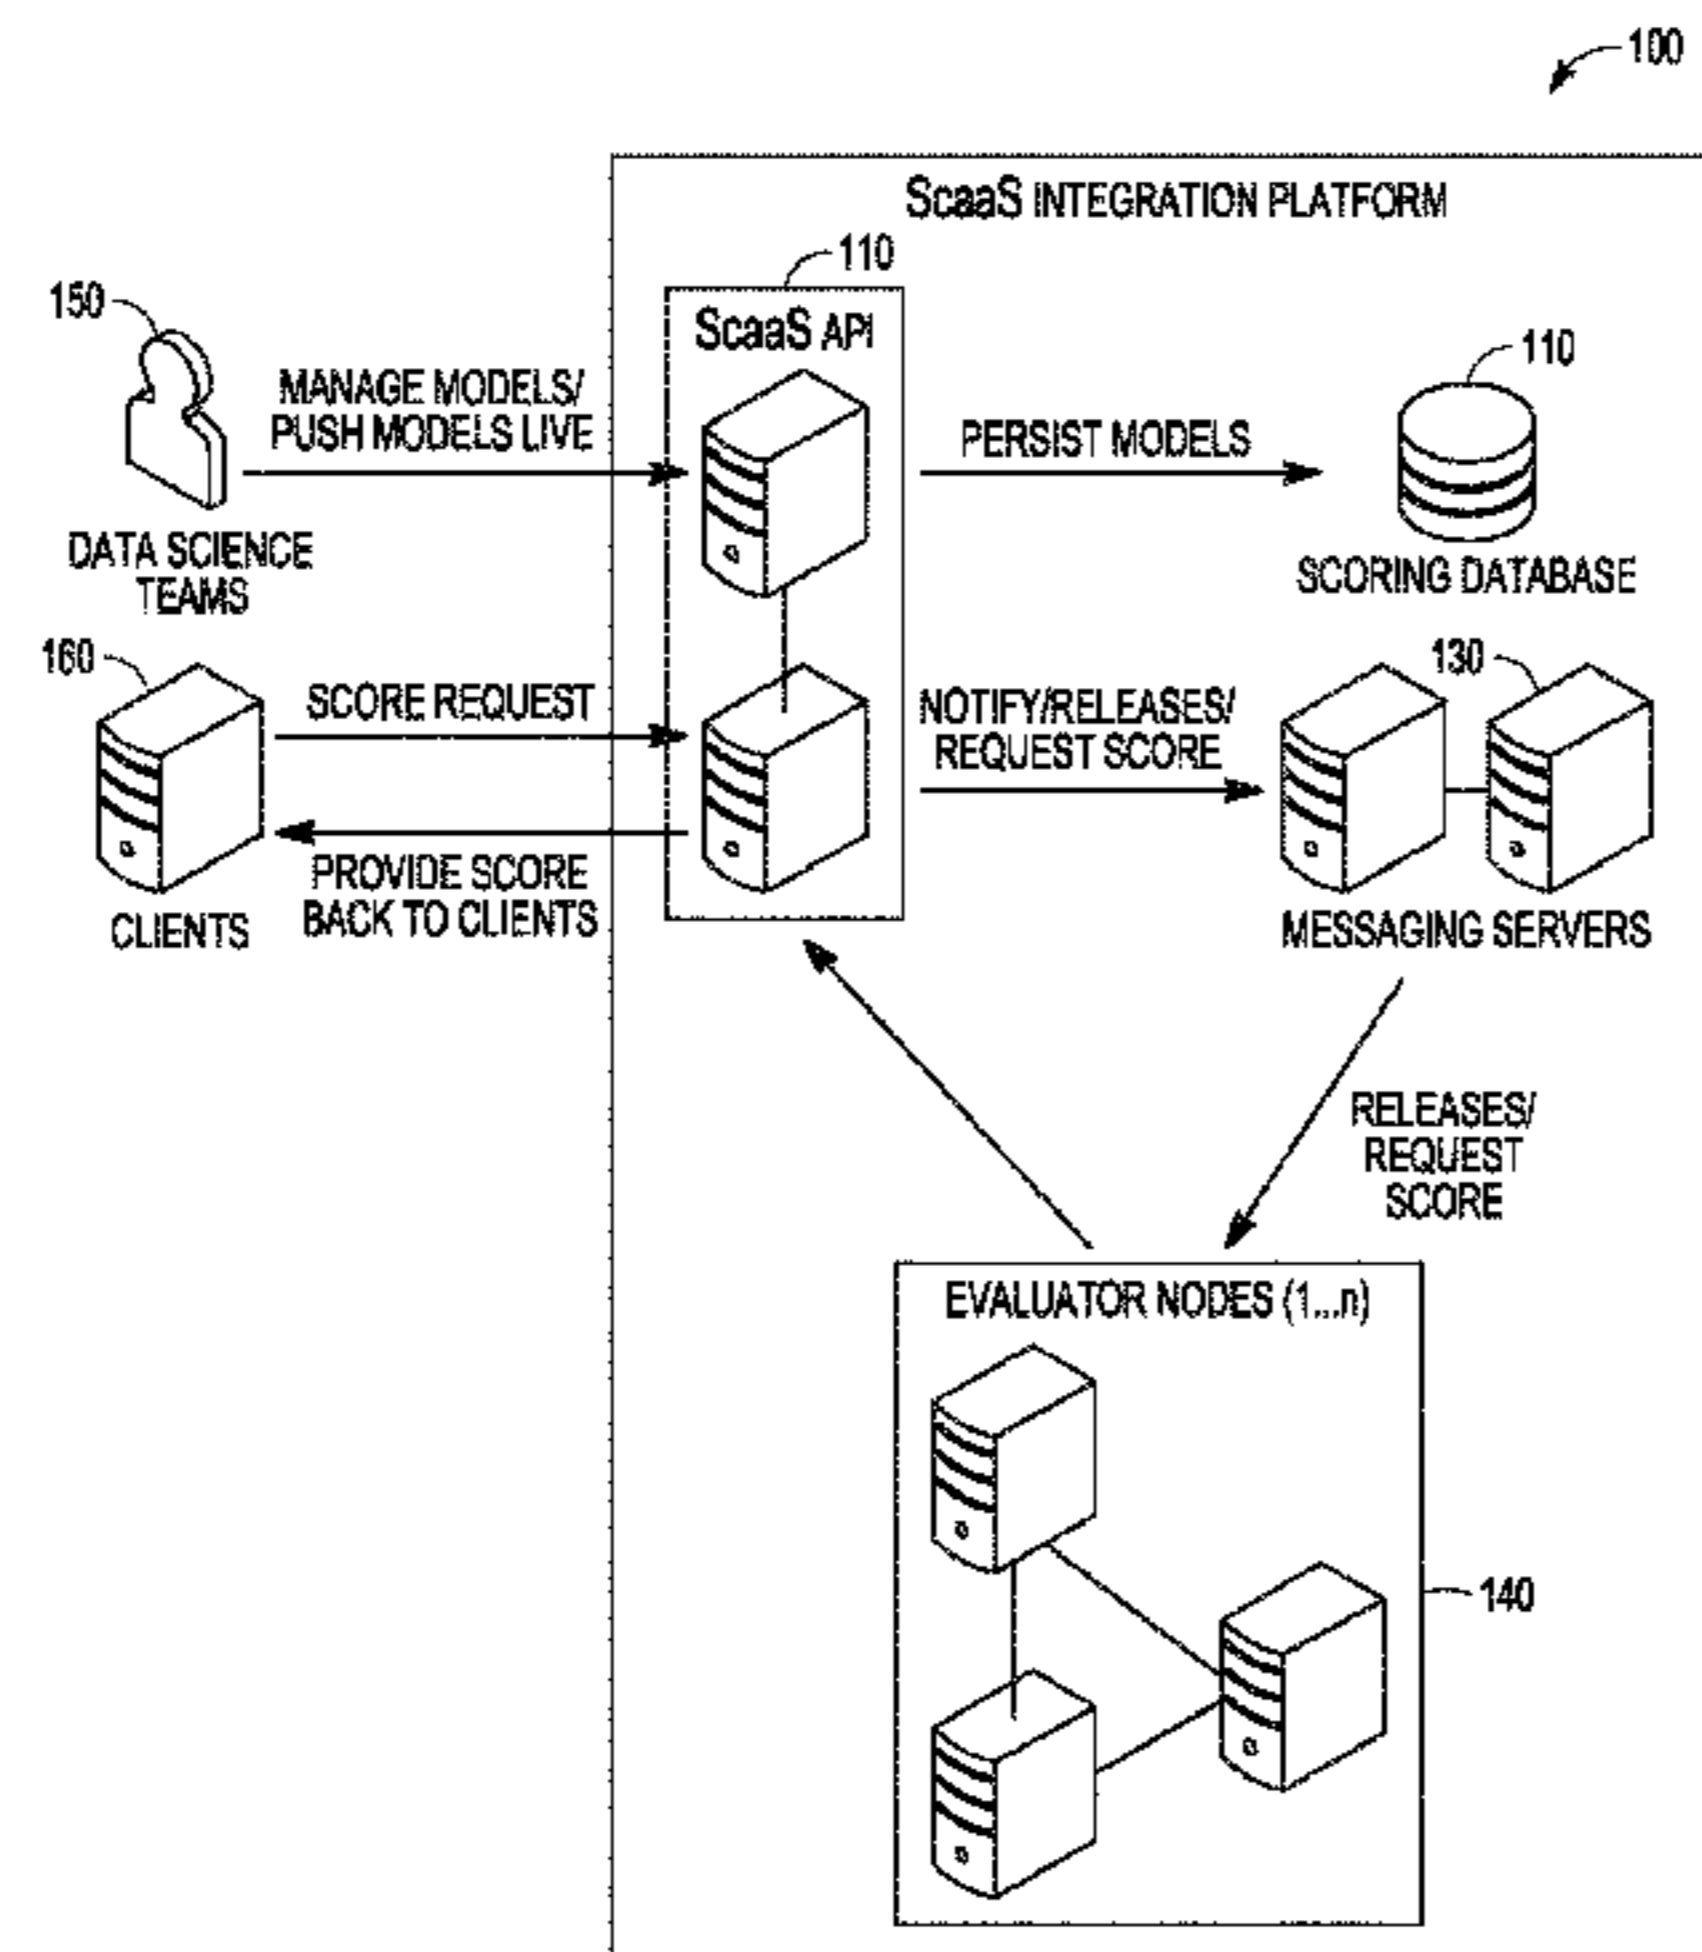 100
ScaaS INTEGRATION PLATFORM
110
ScaaS API
150
MANAGE MODELS/
PUSH MODELS LIVE
DATA SCIENCE
TEAMS
PERSIST MODELS
110
SCORING DATABASE
160
SCORE REQUEST
PROVIDE SCORE
BACK TO CLIENTS
CLIENTS
NOTIFY/RELEASES/
REQUEST SCORE
130
MESSAGING SERVERS
RELEASES/
REQUEST
SCORE
EVALUATOR NODES (1...n)
140